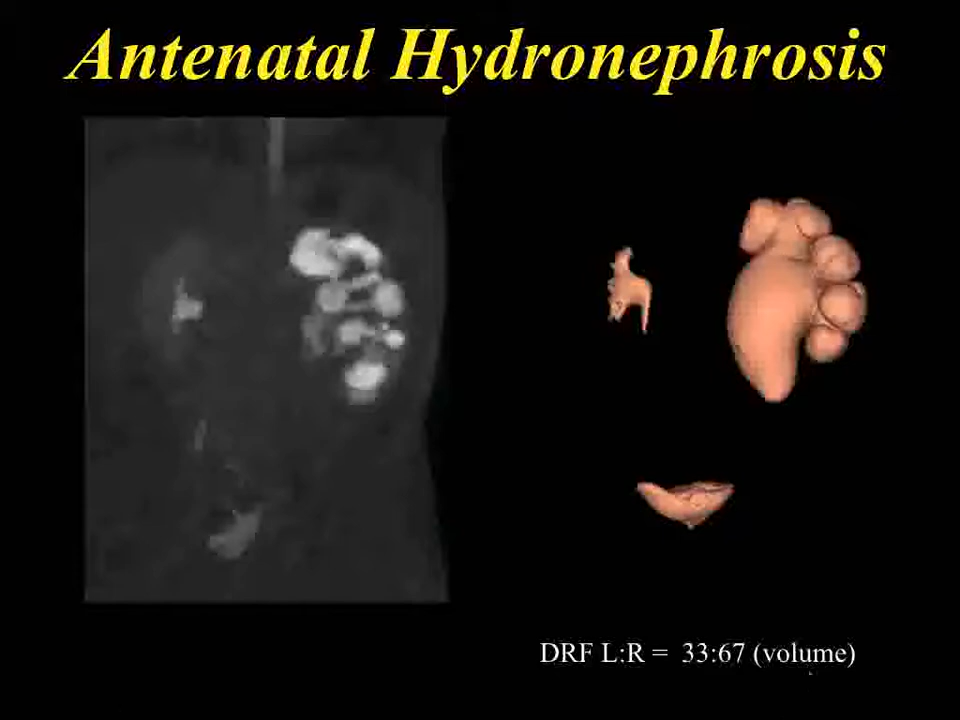 Antenatal Hydronephrosis
DRF L:R = 33:67 (volume)